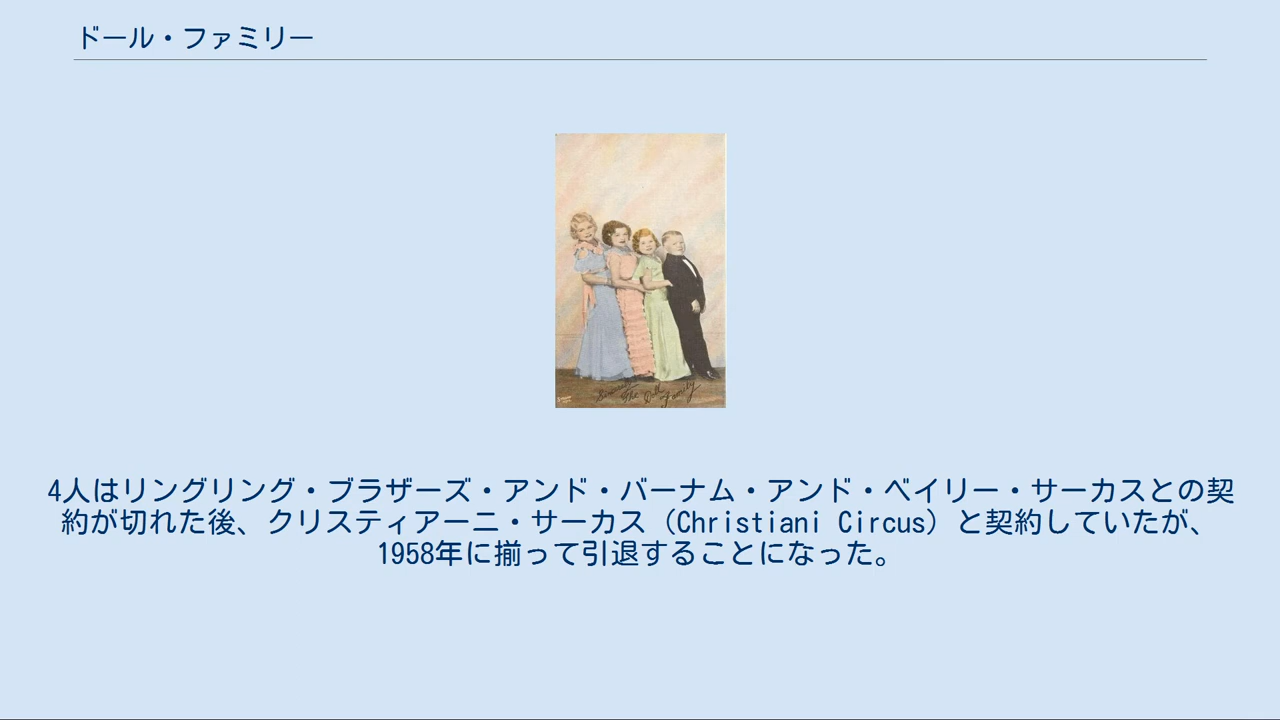 ドール・ファミリー
Sincerely
The Doll Family
4人はリングリング・ブラザーズ・アンド・バーナム・アンド・ベイリー・サーカスとの契
約が切れた後、クリスティアーニ・サーカス（Christiani Circus）と契約していたが、
1958年に揃って引退することになった。